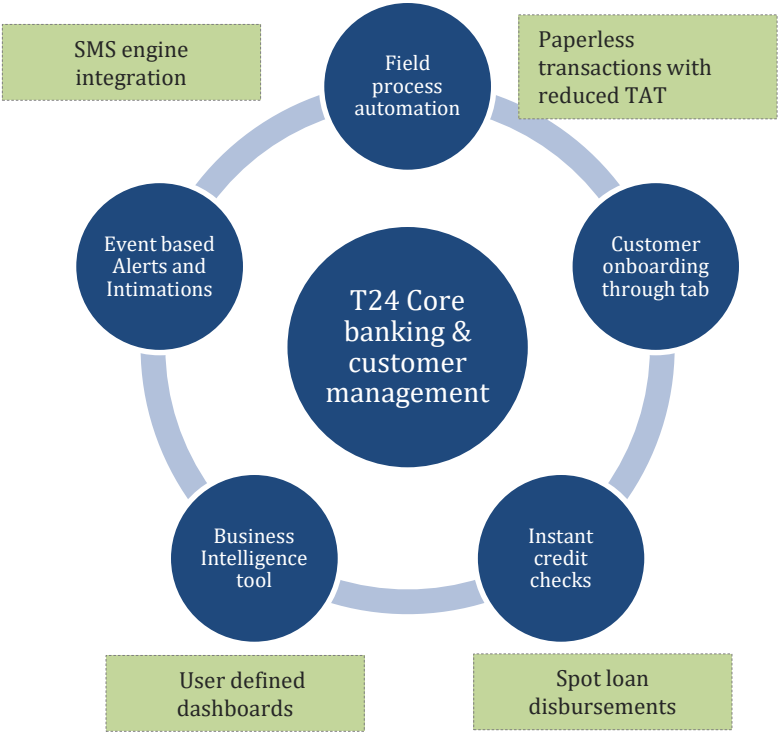 SMS engine
integration
Field
process
automation
Paperless
transactions with
reduced TAT
Event based
Alerts and
Intimations
Customer
onboarding
through tab
T24 Core
banking &
customer
management
Business
Intelligence
tool
Instant
credit
checks
User defined
dashboards
Spot loan
disbursements